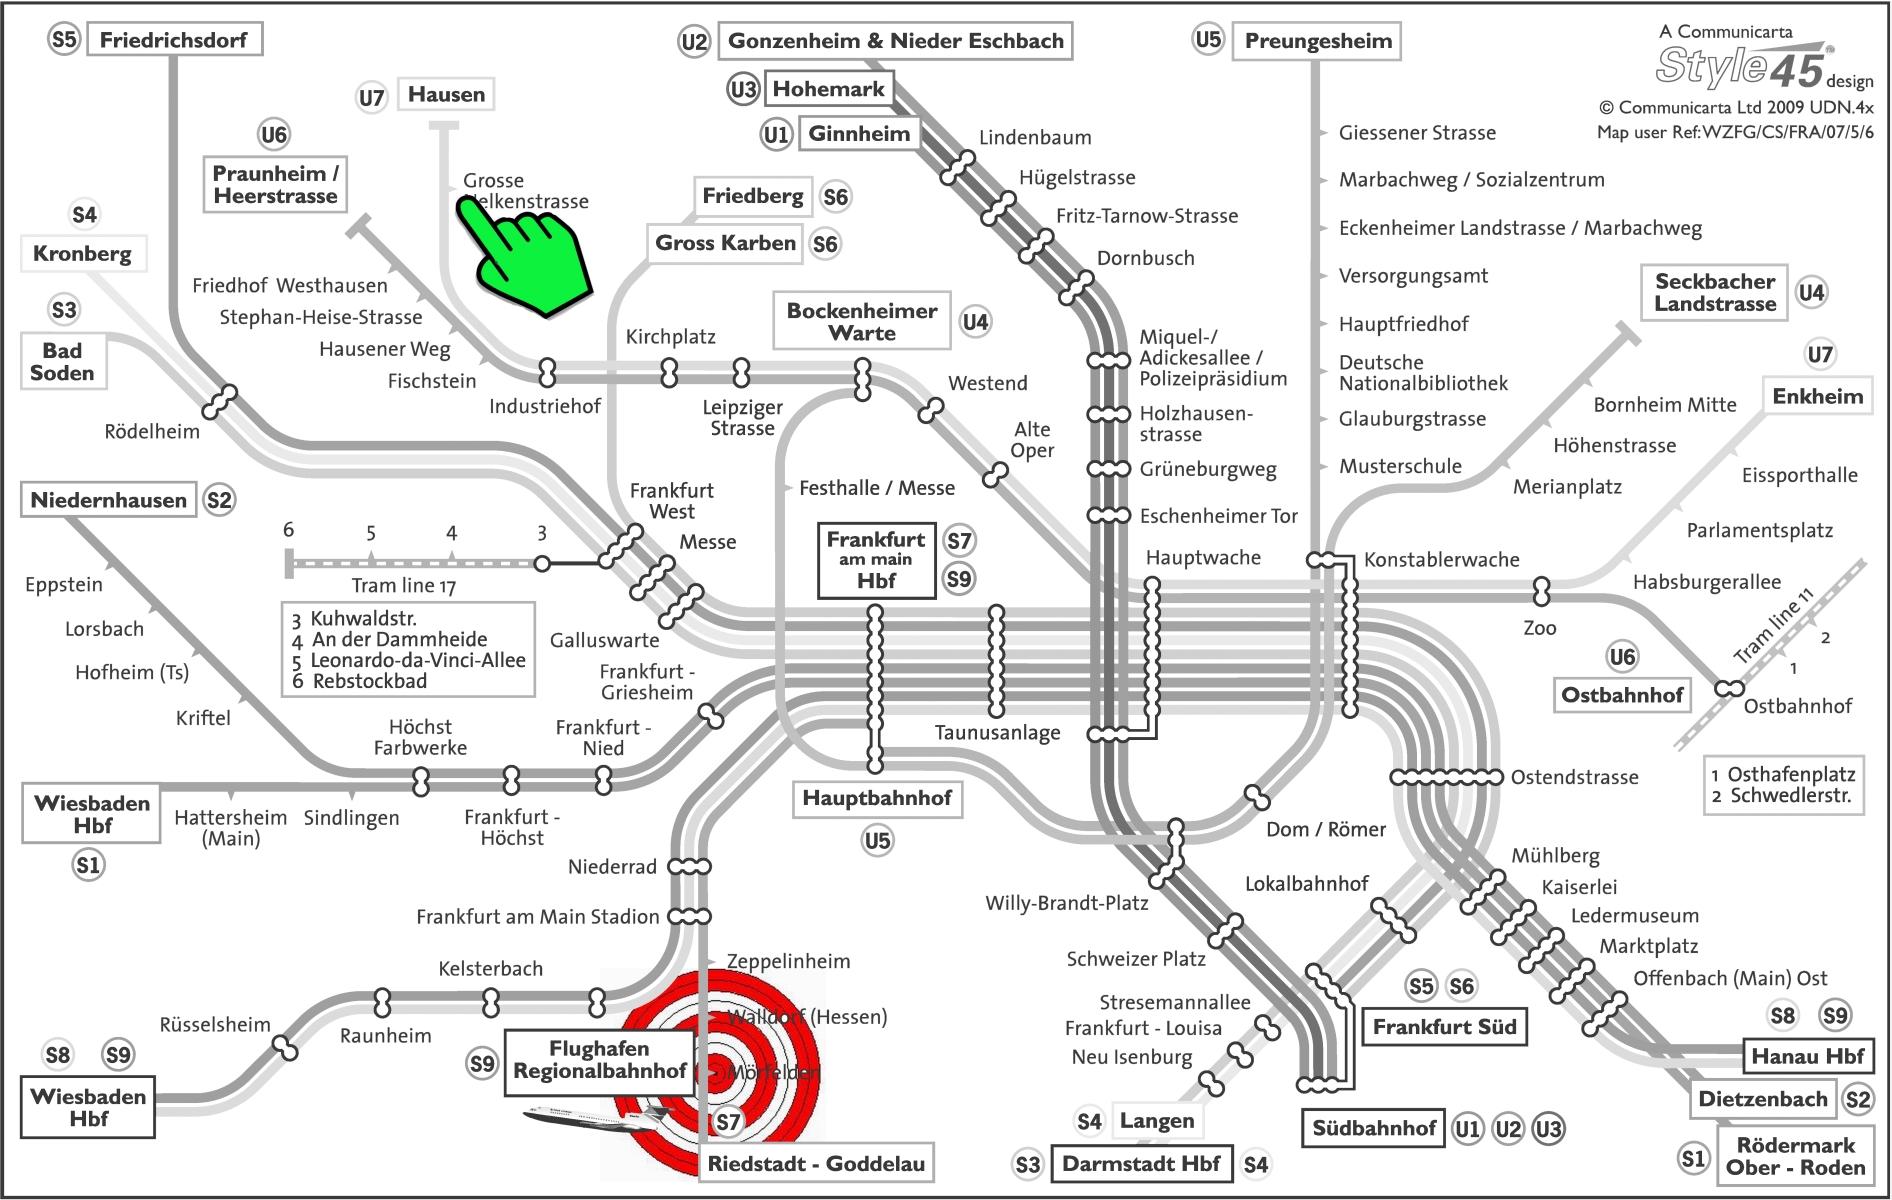 S5 Friedrichsdorf
U2 Gonzenheim & Nieder Eschbach
U3 Hohemark
U1 Ginnheim
U5 Preungesheim
A Communicarta
Style 45 design
TM
© Communicarta Ltd 2009 UDN.4x
Map user Ref:WZFG/CS/FRA/07/5/6
U7 Hausen
U6
Praunheim /
Heerstrasse
Grosse
elkenstrasse
S4
Kronberg
S3
Bad
Soden
Friedberg S6
Gross Karben S6
Lindenbaum
Hügelstrasse
Fritz-Tarnow-Strasse
Dornbusch
Giessener Strasse
Marbachweg / Sozialzentrum
Eckenheimer Landstrasse / Marbachweg
Versorgungsamt
Hauptfriedhof
Deutsche
Nationalbibliothek
Glauburgstrasse
Musterschule
Seckbacher
Landstrasse
U4
U7
Enkheim
Friedhof Westhausen
Stephan-Heise-Strasse
Hausener Weg
Fischstein
Industriehof
Kirchplatz
Leipziger
Strasse
Bockenheimer
Warte
U4
Westend
Alte
Oper
Miquel-/
Adickesallee /
Polizeipräsidium
Holzhausen-
strasse
Grüneburgweg
Eschenheimer Tor
Hauptwache
Konstablerwache
Bornheim Mitte
Höhenstrasse
Merianplatz
Eissporthalle
Parlamentsplatz
Habsburgerallee
Zoo
U6
Ostbahnhof
Tram line 11
2
1
Ostbahnhof
1 Osthafenplatz
2 Schwedlerstr.
Rödelheim
Niedernhausen S2
Eppstein
Lorsbach
Hofheim (Ts)
Kriftel
6 5 4 3
Tram line 17
3 Kuhwaldstr.
4 An der Dammheide
5 Leonardo-da-Vinci-Allee
6 Rebstockbad
Frankfurt
West
Messe
Galluswarte
Festhalle / Messe
Frankfurt
am main
Hbf
S7
S9
Frankfurt -
Griesheim
Höchst
Farbwerke
Frankfurt -
Nied
Taunusanlage
Wiesbaden
Hbf
S1
Hattersheim
(Main)
Sindlingen
Frankfurt -
Höchst
Hauptbahnhof
U5
Ostendstrasse
Dom / Römer
Niederrad
Frankfurt am Main Stadion
Willy-Brandt-Platz
Lokalbahnhof
Mühlberg
Kaiserlei
Ledermuseum
Marktplatz
Offenbach (Main) Ost
Kelsterbach
Zeppelinheim
Walldorf (Hessen)
Mörfelden
Schweizer Platz
Stresemannallee
Frankfurt - Louisa
Neu Isenburg
S5 S6
Frankfurt Süd
S8 S9
Hanau Hbf
Rüsselsheim
Raunheim
S8 S9
Wiesbaden
Hbf
S9
Flughafen
Regionalbahnhof
S7
Riedstadt - Goddelau
S4 Langen
S3 Darmstadt Hbf S4
Südbahnhof U1 U2 U3
Dietzenbach S2
S1
Rödermark
Ober - Roden